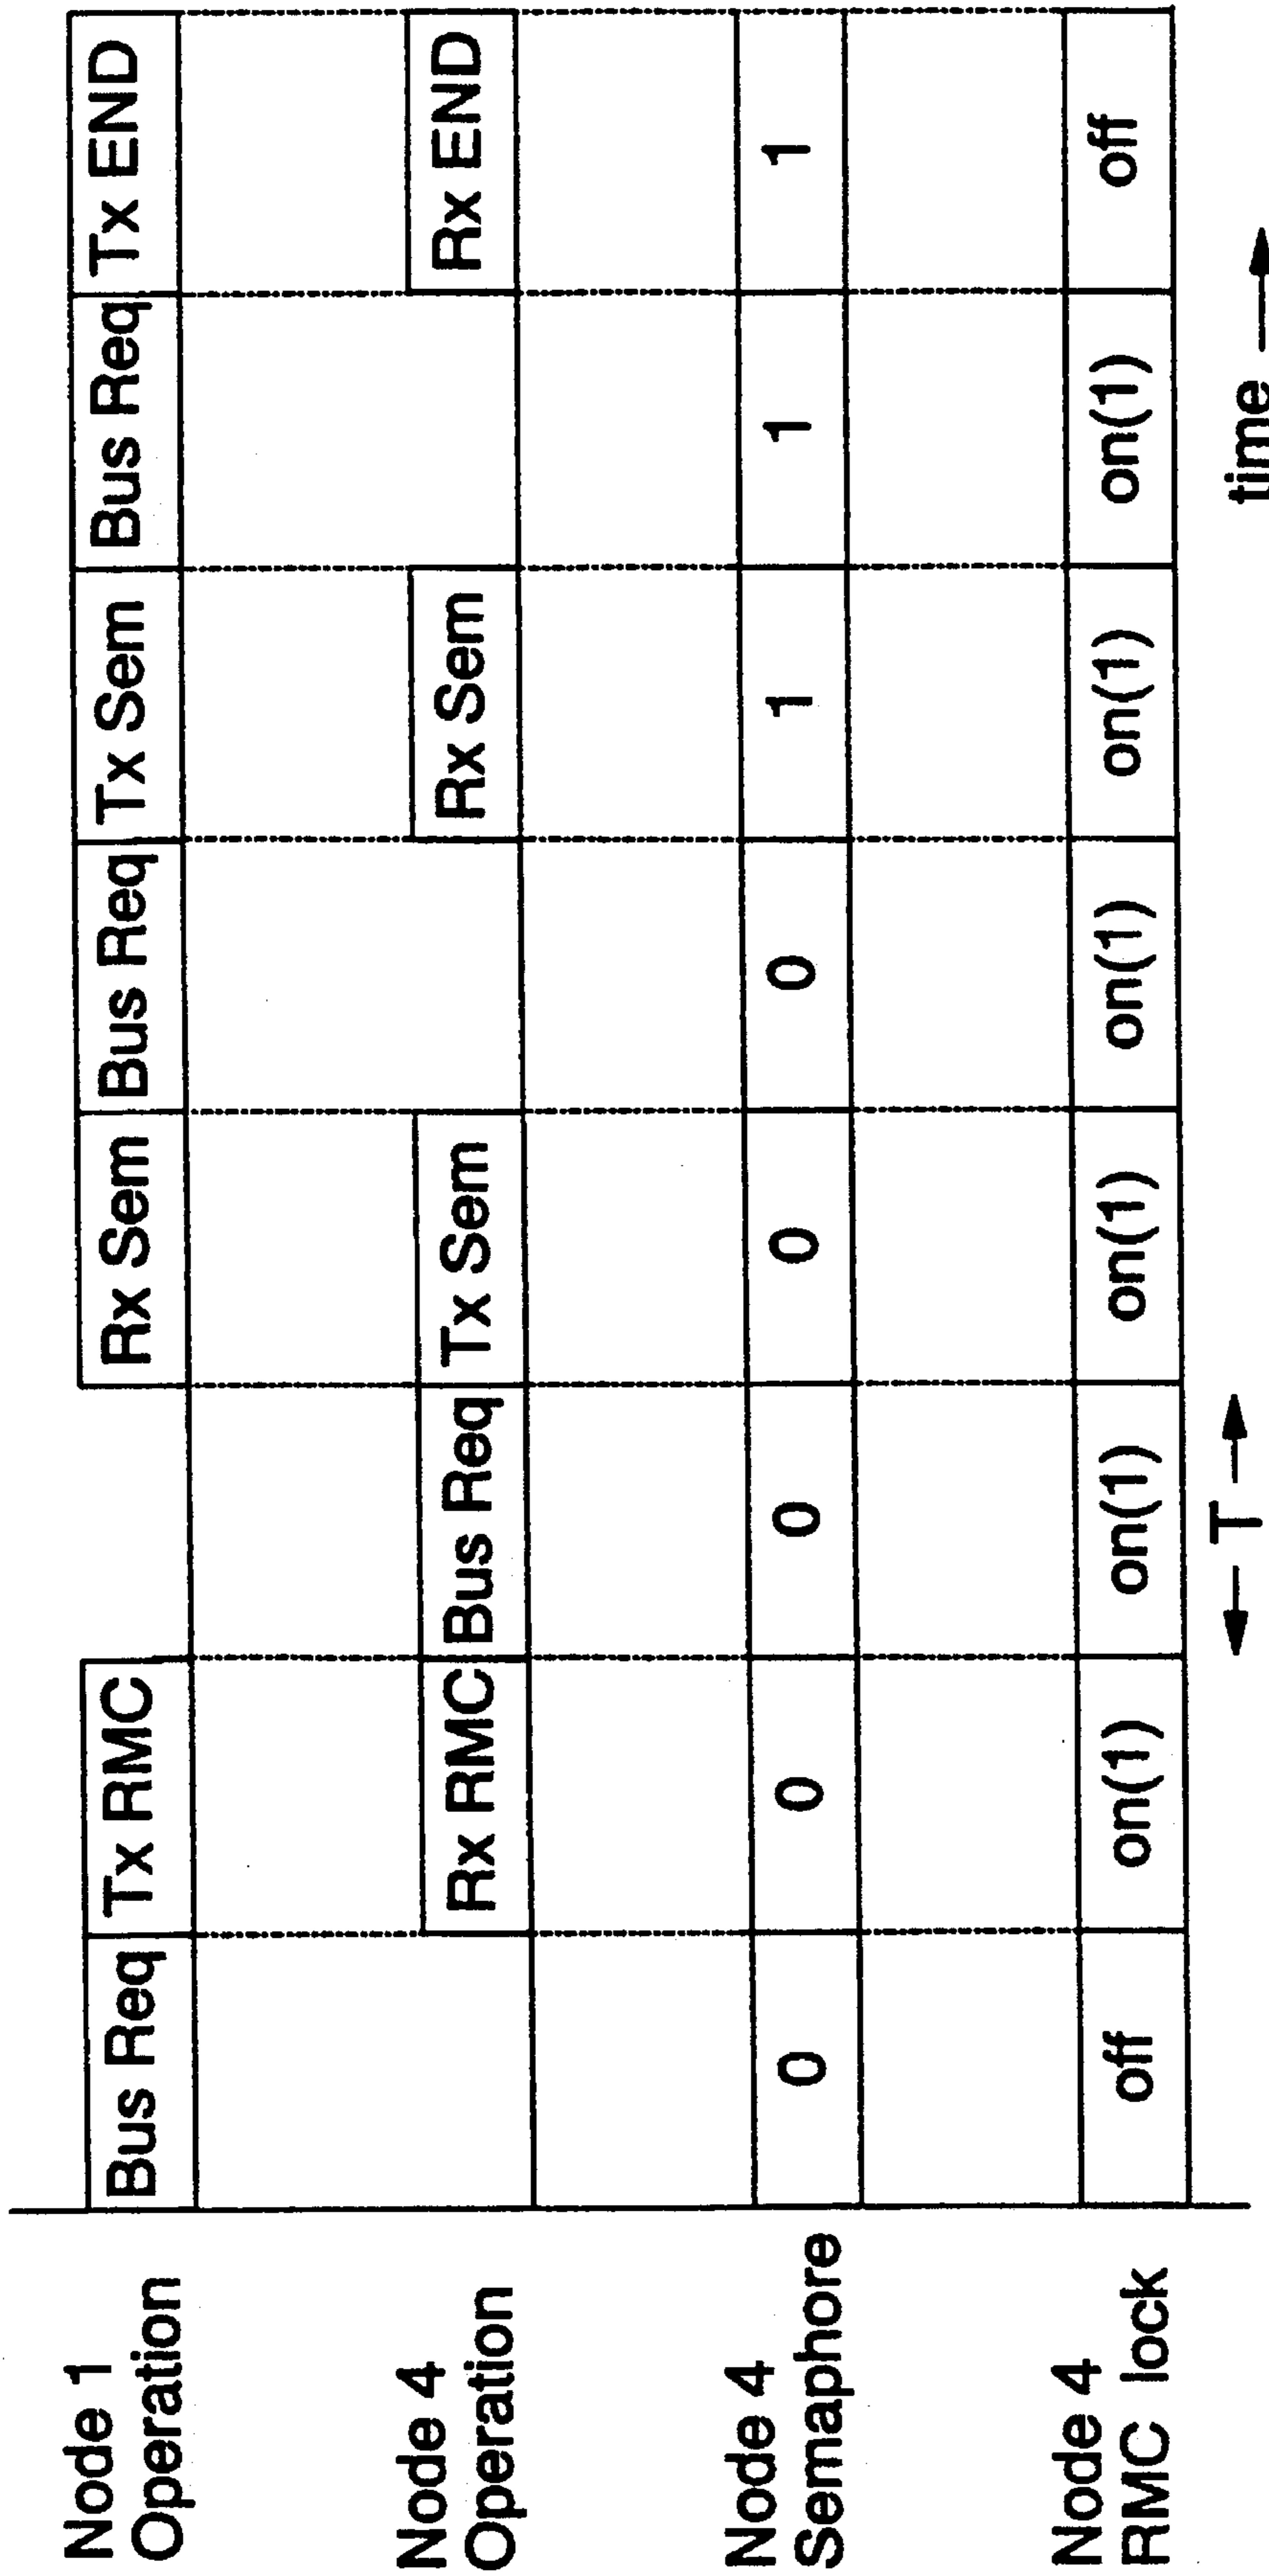 Node 1
Operation
Bus Req Tx RMC Rx Sem Bus Req Tx Sem Bus Req Tx END
Node 4
Operation
Rx RMC Bus Req Tx Sem Rx Sem Rx END
Node 4
Semaphore
0 0 0 0 0 1 1 1
Node 4
RMC lock
off on(1) on(1) on(1) on(1) on(1) on(1) off
T
time